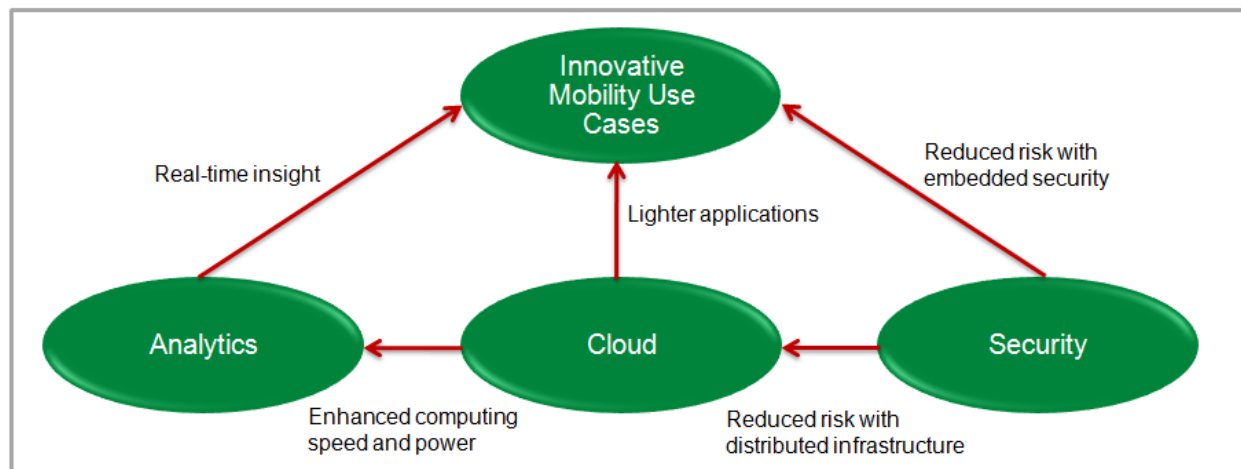 Innovative
Mobility Use
Cases
Real-time insight
Reduced risk with
embedded security
Lighter applications
Analytics
Cloud
Security
Enhanced computing
speed and power
Reduced risk with
distributed infrastructure